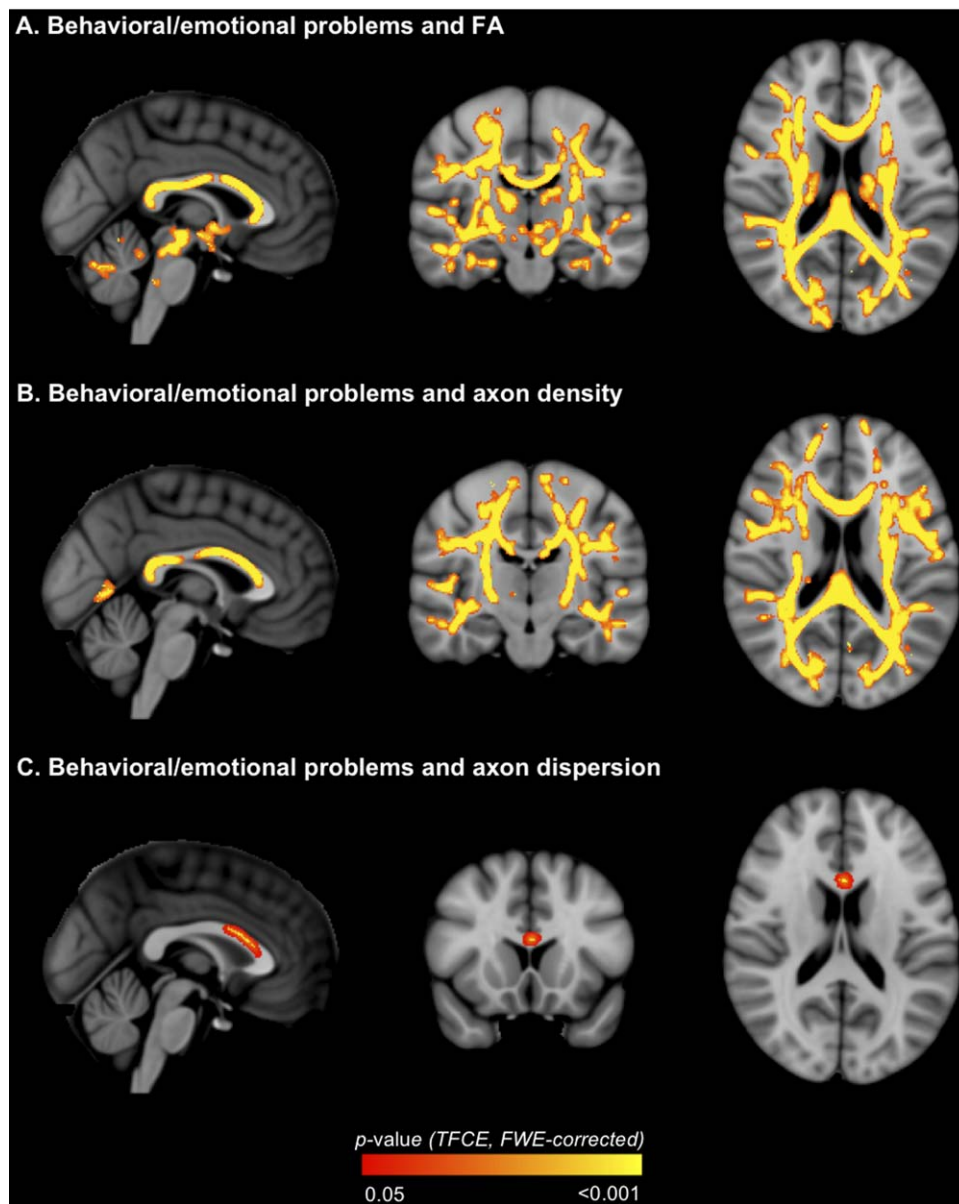 A. Behavioral/emotional problems and FA
B. Behavioral/emotional problems and axon density
C. Behavioral/emotional problems and axon dispersion
p-value (TFCE, FWE-corrected)
0.05 <0.001